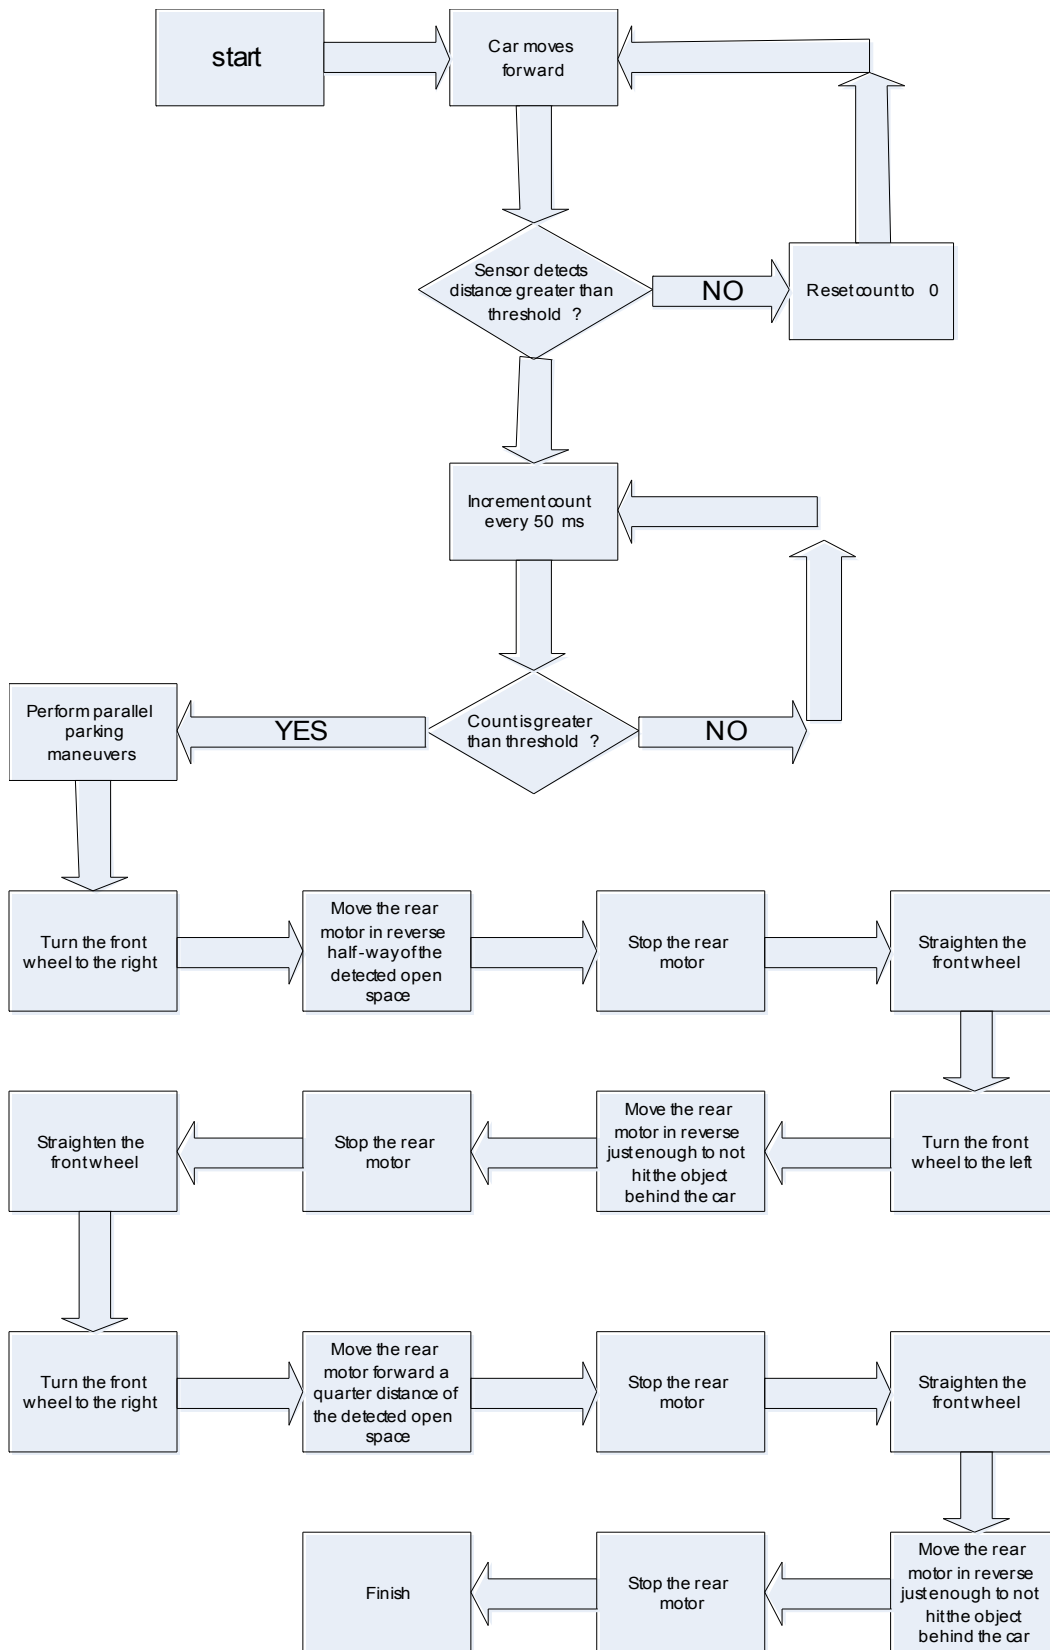 start
Car moves
forward
Sensor detects
distance greater than
threshold ?
NO
Reset count to 0
Increment count
every 50 ms
Count is greater
than threshold ?
YES
NO
Perform parallel
parking
maneuvers
Turn the front
wheel to the right
Move the rear
motor in reverse
half-way of the
detected open
space
Stop the rear
motor
Straighten the
front wheel
Turn the front
wheel to the left
Move the rear
motor in reverse
just enough to not
hit the object
behind the car
Stop the rear
motor
Straighten the
front wheel
Turn the front
wheel to the right
Move the rear
motor forward a
quarter distance of
the detected open
space
Stop the rear
motor
Straighten the
front wheel
Move the rear
motor in reverse
just enough to not
hit the object
behind the car
Stop the rear
motor
Finish